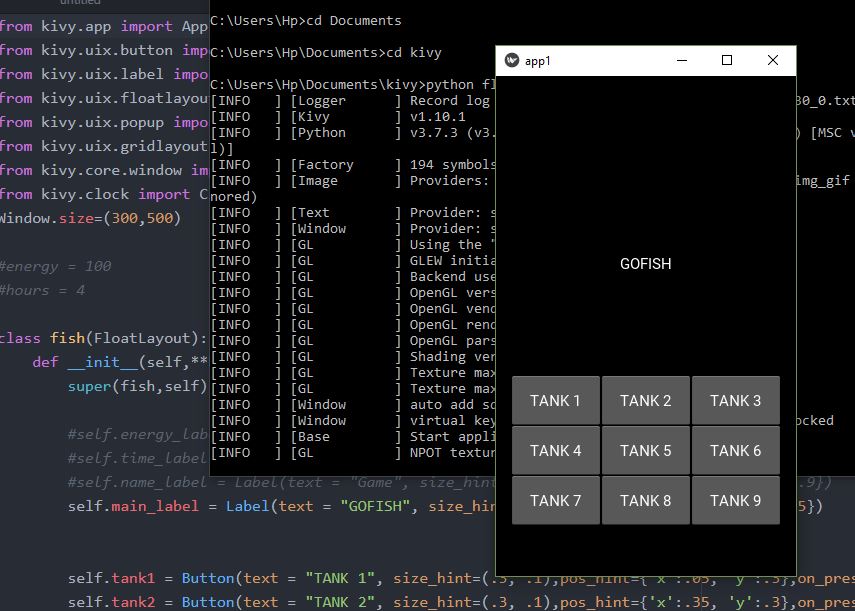 untitled
from kivy.app import App
from kivy.uix.button imp
from kivy.uix.label impo
from kivy.uix.floatlayou
from kivy.uix.popup impo
from kivy.uix.gridlayout
from kivy.core.window im
from kivy.clock import C
Window.size=(300,500)
#energy = 100
#hours = 4
class fish(FloatLayout):
def __init__(self,**
super(fish,self)
#self.energy_lab
#self.time_label
#self.name_label = Label(text = "Game", size_hint .9})
self.main_label = Label(text = "GOFISH", size_hin 5})
self.tank1 = Button(text = "TANK 1", size_hint=(.3, .1),pos_hint={'x':.05, 'y':.3},on_pres
self.tank2 = Button(text = "TANK 2", size_hint=(.3, .1),pos_hint={'x':.35, 'y':.3},on_pres
C:\Users\Hp>cd Documents
C:\Users\Hp\Documents>cd kivy
C:\Users\Hp\Documents\kivy>python fl
[INFO   ] [Logger      ] Record log 30_0.txt
[INFO   ] [Kivy        ] v1.10.1
[INFO   ] [Python      ] v3.7.3 (v3. ) [MSC v
l)]
[INFO   ] [Factory     ] 194 symbols
[INFO   ] [Image       ] Providers: img_gif
nored)
[INFO   ] [Text        ] Provider: s
[INFO   ] [Window      ] Provider: s
[INFO   ] [GL          ] Using the "
[INFO   ] [GL          ] GLEW initia
[INFO   ] [GL          ] Backend use
[INFO   ] [GL          ] OpenGL vers
[INFO   ] [GL          ] OpenGL vend
[INFO   ] [GL          ] OpenGL rend
[INFO   ] [GL          ] OpenGL pars
[INFO   ] [GL          ] Shading ver
[INFO   ] [GL          ] Texture max
[INFO   ] [GL          ] Texture max
[INFO   ] [Window      ] auto add sc
[INFO   ] [Window      ] virtual key ocked
[INFO   ] [Base        ] Start appli
[INFO   ] [GL          ] NPOT textur
app1
GOFISH
TANK 1 TANK 2 TANK 3
TANK 4 TANK 5 TANK 6
TANK 7 TANK 8 TANK 9